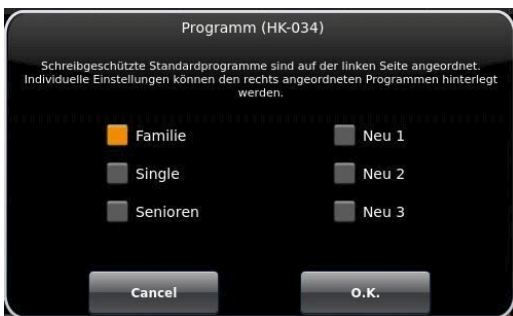 Programm (HK-034)
Schreibgeschützte Standardprogramme sind auf der linken Seite angeordnet.
Individuelle Einstellungen können den rechts angeordneten Programmen hinterlegt
werden.
Familie
Neu 1
Single
Neu 2
Senioren
Neu 3
Cancel
O.K.